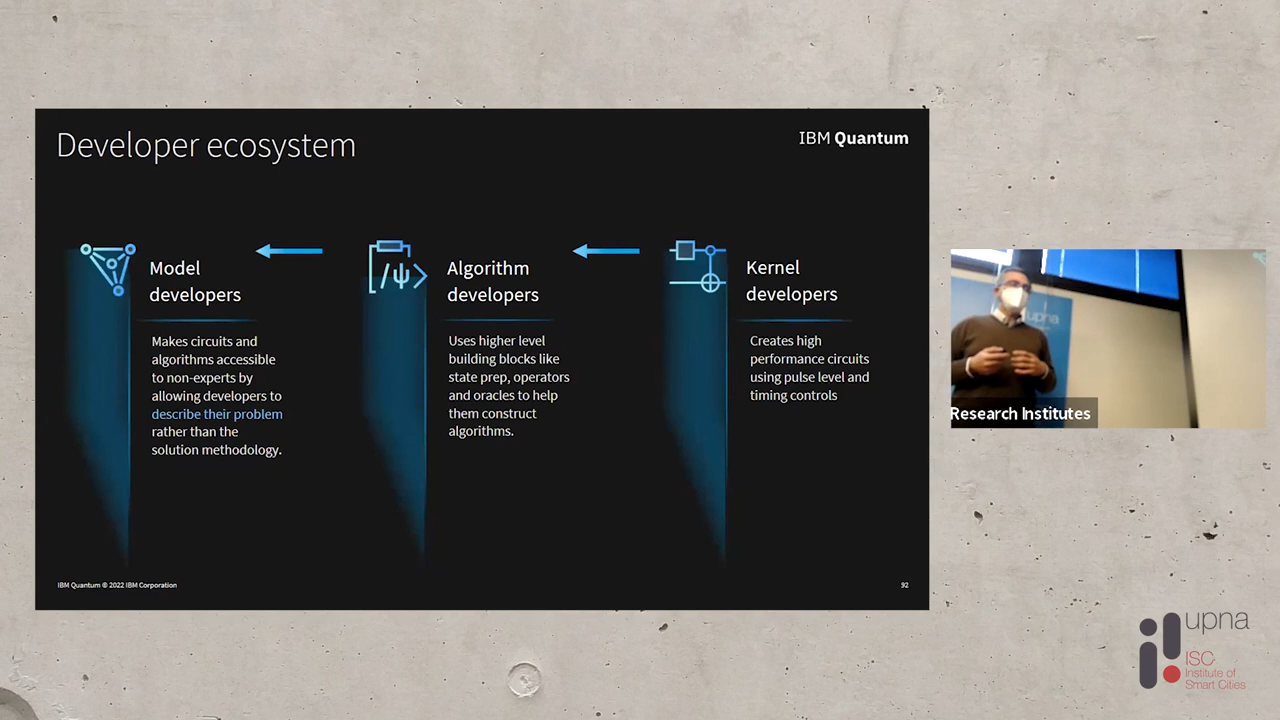 Developer ecosystem
IBM Quantum
Model
developers
Makes circuits and
algorithms accessible
to non-experts by
allowing developers to
describe their problem
rather than the
solution methodology.
Algorithm
developers
Uses higher level
building blocks like
state prep, operators
and oracles to help
them construct
algorithms.
Kernel
developers
Creates high
performance circuits
using pulse level and
timing controls
IBM Quantum © 2022 IBM Corporation
92
upna
Research Institutes
upna
ISC
Institute of
Smart Cities